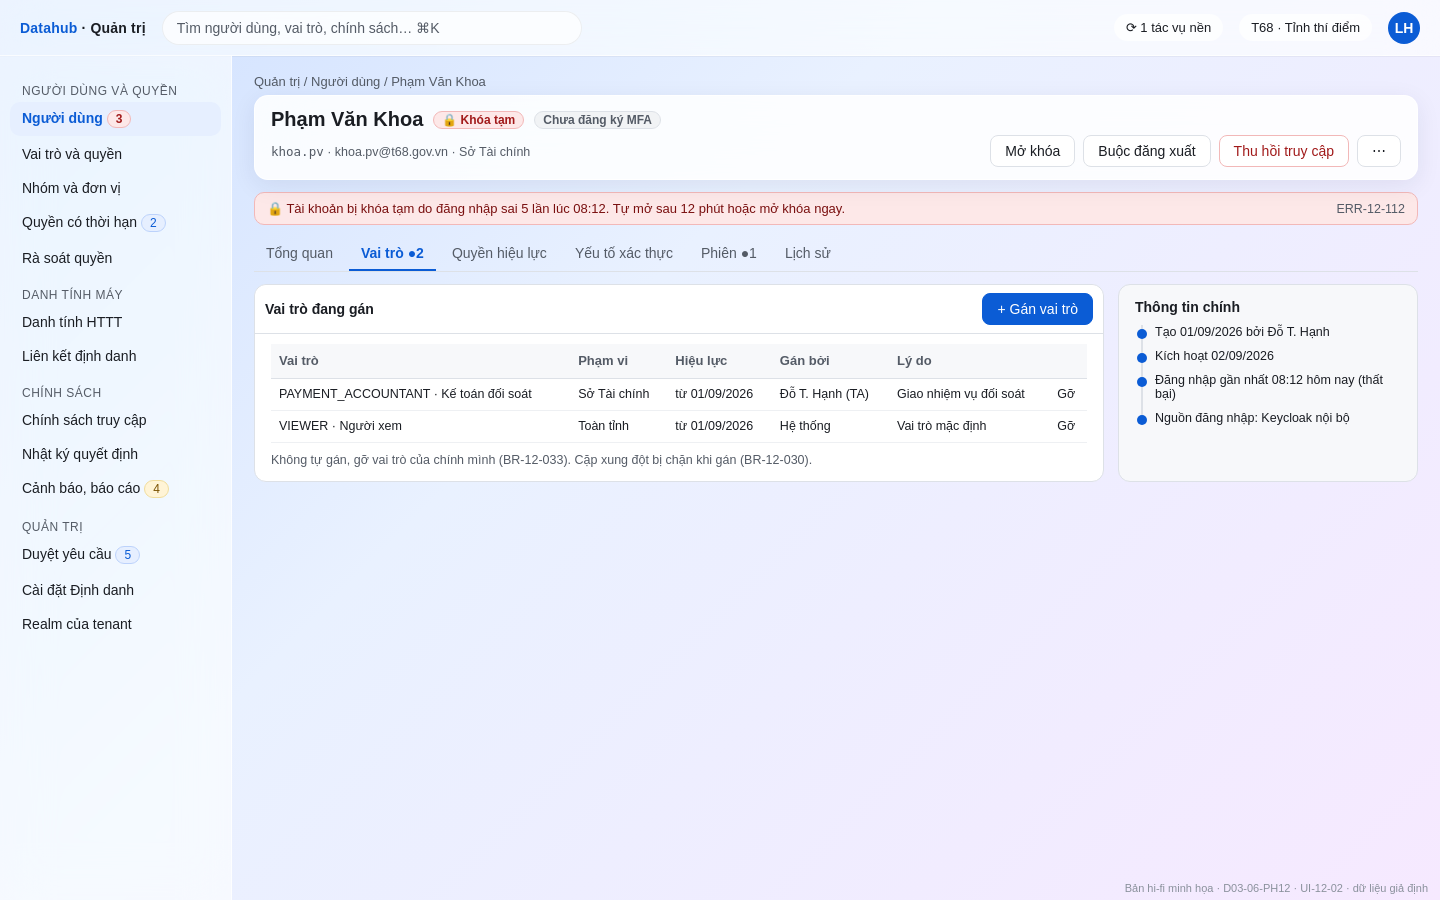 Datahub · Quản trị
Tìm người dùng, vai trò, chính sách… ⌘K
⟳ 1 tác vụ nền
T68 · Tỉnh thí điểm
LH
NGƯỜI DÙNG VÀ QUYỀN
Người dùng 3
Vai trò và quyền
Nhóm và đơn vị
Quyền có thời hạn 2
Rà soát quyền
DANH TÍNH MÁY
Danh tính HTTT
Liên kết định danh
CHÍNH SÁCH
Chính sách truy cập
Nhật ký quyết định
Cảnh báo, báo cáo 4
QUẢN TRỊ
Duyệt yêu cầu 5
Cài đặt Định danh
Realm của tenant
Quản trị / Người dùng / Phạm Văn Khoa
Phạm Văn Khoa 🔒 Khóa tạm Chưa đăng ký MFA
khoa.pv · khoa.pv@t68.gov.vn · Sở Tài chính
Mở khóa Buộc đăng xuất Thu hồi truy cập ⋯
🔒 Tài khoản bị khóa tạm do đăng nhập sai 5 lần lúc 08:12. Tự mở sau 12 phút hoặc mở khóa ngay. ERR-12-112
Tổng quan Vai trò ●2 Quyền hiệu lực Yếu tố xác thực Phiên ●1 Lịch sử
Vai trò đang gán + Gán vai trò
Vai trò Phạm vi Hiệu lực Gán bởi Lý do
PAYMENT_ACCOUNTANT · Kế toán đối soát Sở Tài chính từ 01/09/2026 Đỗ T. Hạnh (TA) Giao nhiệm vụ đối soát Gỡ
VIEWER · Người xem Toàn tỉnh từ 01/09/2026 Hệ thống Vai trò mặc định Gỡ
Không tự gán, gỡ vai trò của chính mình (BR-12-033). Cặp xung đột bị chặn khi gán (BR-12-030).
Thông tin chính
Tạo 01/09/2026 bởi Đỗ T. Hạnh
Kích hoạt 02/09/2026
Đăng nhập gần nhất 08:12 hôm nay (thất
bại)
Nguồn đăng nhập: Keycloak nội bộ
Bản hi-fi minh họa · D03-06-PH12 · UI-12-02 · dữ liệu giả định